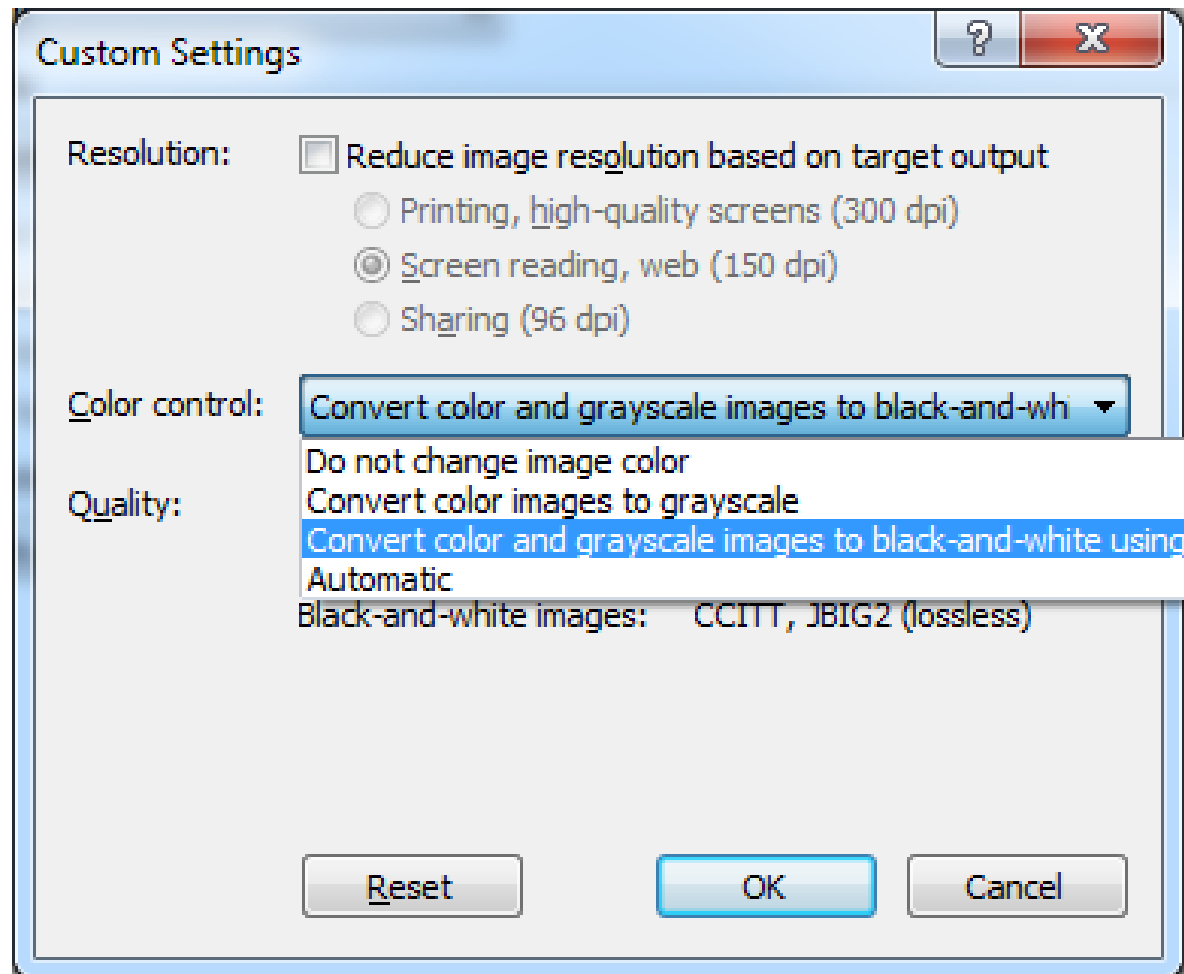 Custom Settings
Resolution:
Reduce image resolution based on target output
Printing, high-quality screens (300 dpi)
Screen reading, web (150 dpi)
Sharing (96 dpi)
Color control:
Convert color and grayscale images to black-and-whi
Do not change image color
Quality:
Convert color images to grayscale
Convert color and grayscale images to black-and-white using
Automatic
Black-and-white images: CCITT, JBIG2 (lossless)
Reset
OK
Cancel